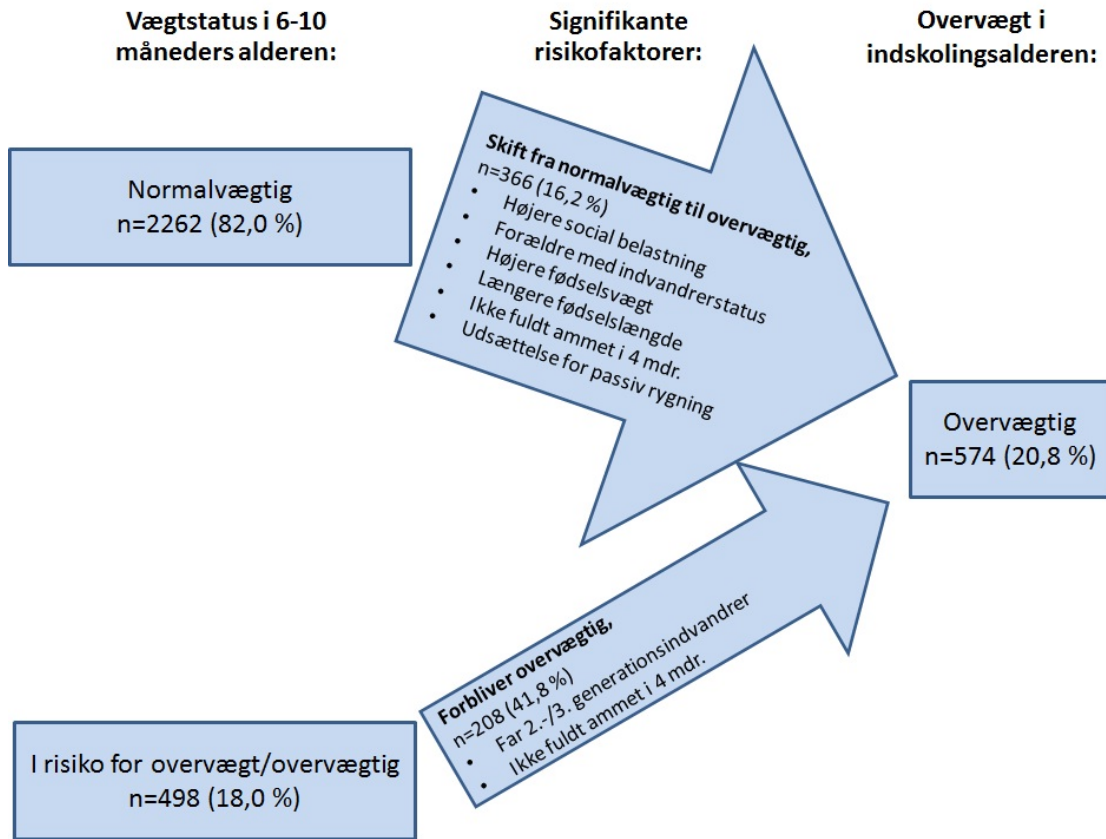 Vægtstatus i 6-10
måneders alderen:
Signifikante
risikofaktorer:
Overvægt i
indskolingsalderen:
Normalvægtig
n=2262 (82,0 %)
Skift fra normalvægtig til overvægtig,
n=366 (16,2 %)
• Højere social belastning
• Forældre med indvandrerstatus
• Højere fødselsvægt
• Længere fødselslængde
• Ikke fuldt ammet i 4 mdr.
• Udsættelse for passiv rygning
Overvægtig
n=574 (20,8 %)
Forbliver overvægtig,
n=208 (41,8 %)
• Far 2.-/3. generationsindvandrer
• Ikke fuldt ammet i 4 mdr.
I risiko for overvægt/overvægtig
n=498 (18,0 %)